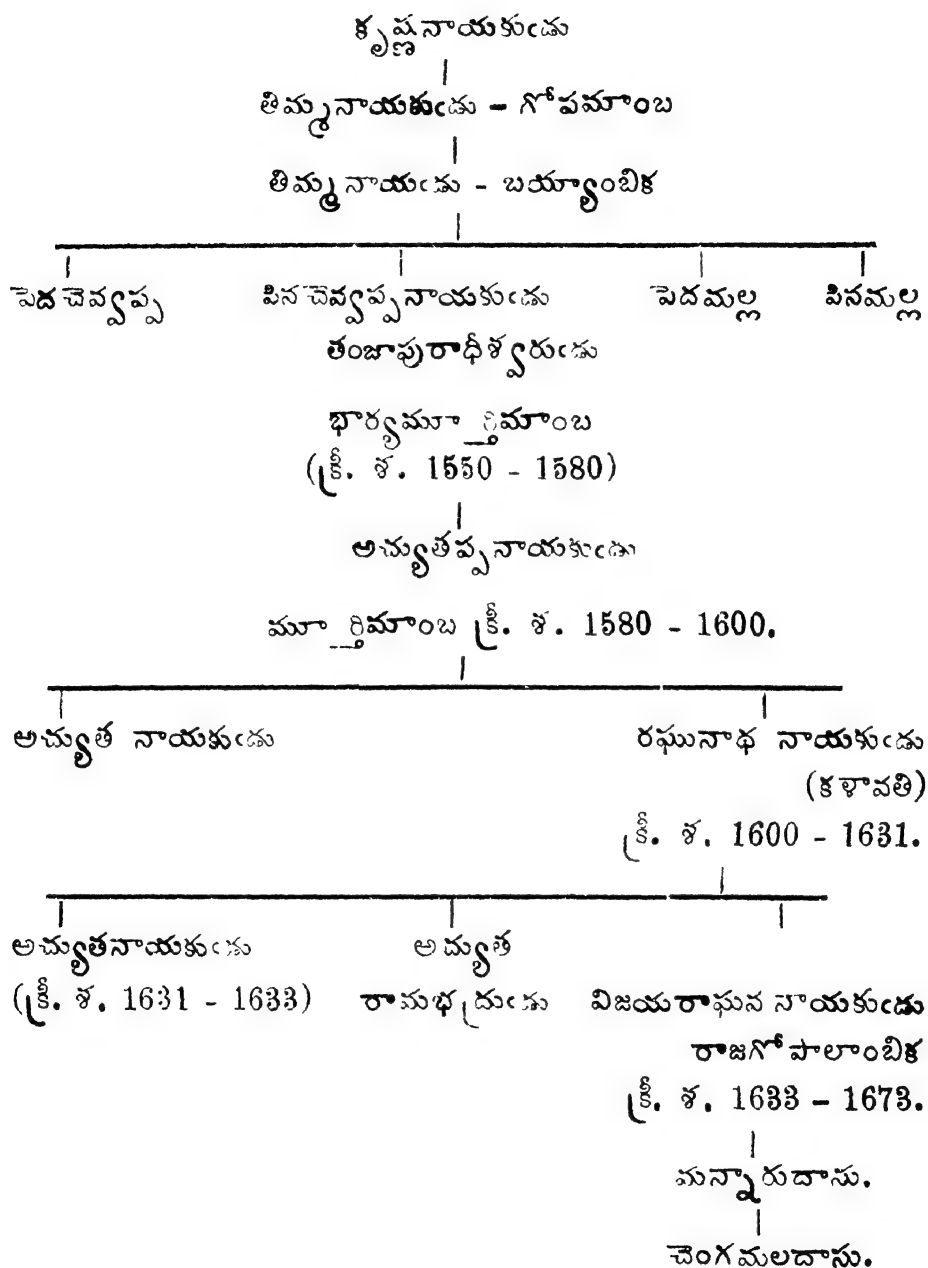 కృష్ణనాయకుఁడు
తిమ్మనాయకుఁడు – గోపమాంబ
తిమ్మనాయఁడు - బయ్యాంబిక
పెదచెవ్వప్ప పినచెవ్వప్పనాయకుఁడు పెదమల్ల పినమల్ల
తంజాపురాధీశ్వరుఁడు
భార్యమూర్తిమాంబ
(క్రీ. శ. 1550 - 1580)
అచ్యుతప్పనాయకుఁడు
మూర్తిమాంబ క్రీ. శ. 1580 - 1600.
అచ్యుత నాయకుఁడు రఘునాథ నాయకుఁడు
(కళావతి)
క్రీ. శ. 1600 - 1631.
అచ్యుతనాయకుఁడు అచ్యుత
(క్రీ. శ. 1631 - 1633) రామభద్రుఁడు విజయరాఘవ నాయకుఁడు
రాజగోపాలాంబిక
క్రీ. శ. 1633 – 1673.
మన్నారుదాసు.
చెంగమలదాసు.